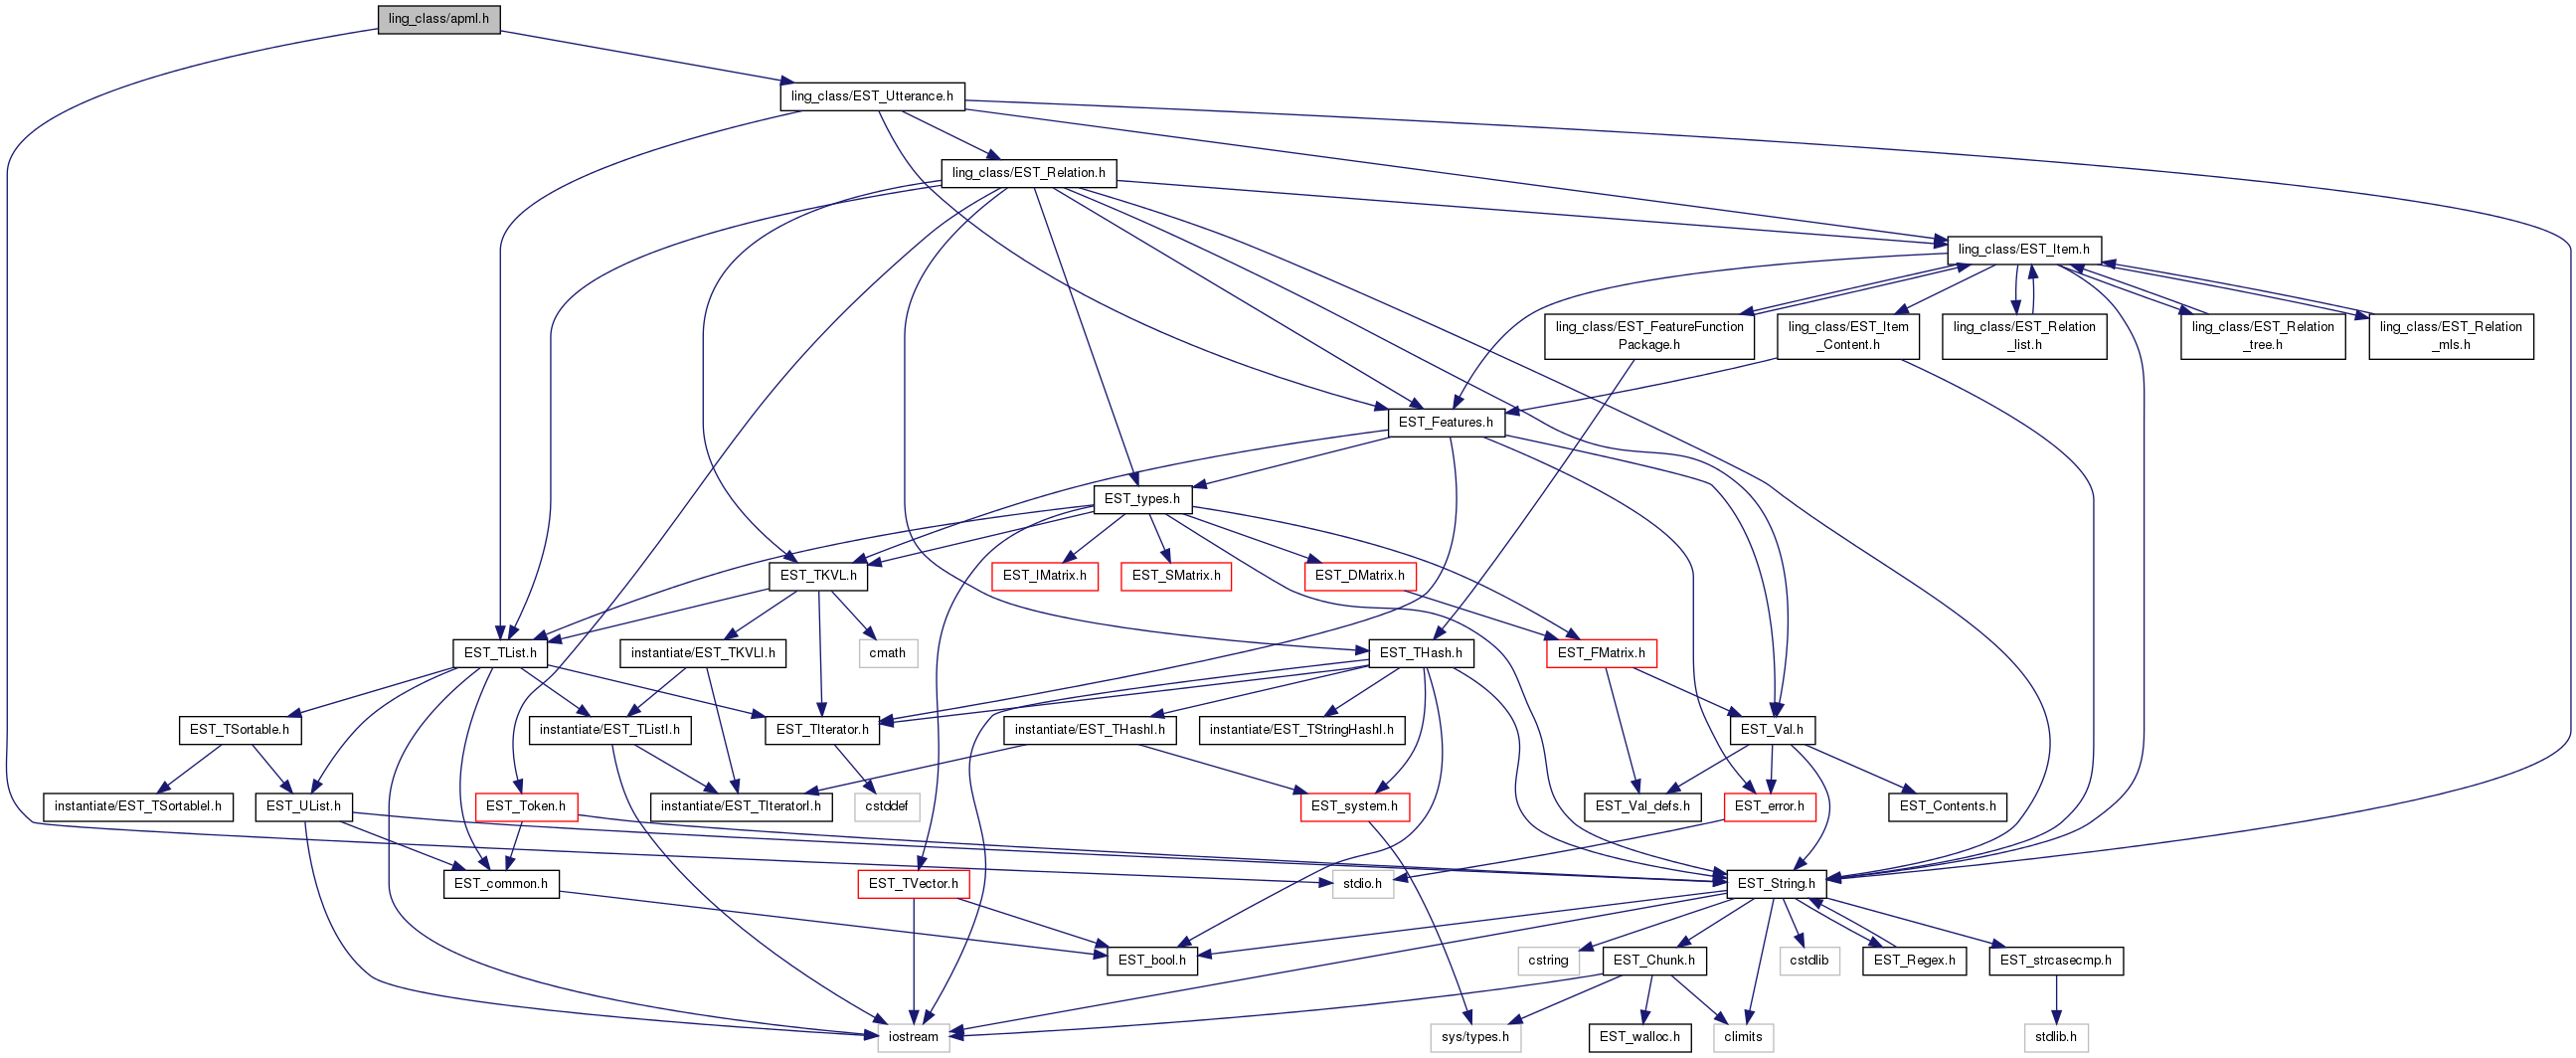 ling_class/apml.h
ling_class/EST_Utterance.h
ling_class/EST_Relation.h
ling_class/EST_Item.h
ling_class/EST_FeatureFunction
Package.h
ling_class/EST_Item
_Content.h
ling_class/EST_Relation
_list.h
ling_class/EST_Relation
_tree.h
ling_class/EST_Relation
_mls.h
EST_Features.h
EST_types.h
EST_TKVL.h
EST_IMatrix.h
EST_SMatrix.h
EST_DMatrix.h
EST_TList.h
instantiate/EST_TKVLI.h
cmath
EST_THash.h
EST_FMatrix.h
EST_TSortable.h
instantiate/EST_TListI.h
EST_TIterator.h
instantiate/EST_THashI.h
instantiate/EST_TStringHashI.h
EST_Val.h
instantiate/EST_TSortableI.h
EST_UList.h
EST_Token.h
instantiate/EST_TIteratorI.h
cstddef
EST_system.h
EST_Val_defs.h
EST_error.h
EST_Contents.h
EST_common.h
EST_TVector.h
stdio.h
EST_String.h
EST_bool.h
cstring
EST_Chunk.h
cstdlib
EST_Regex.h
EST_strcasecmp.h
iostream
sys/types.h
EST_walloc.h
climits
stdlib.h